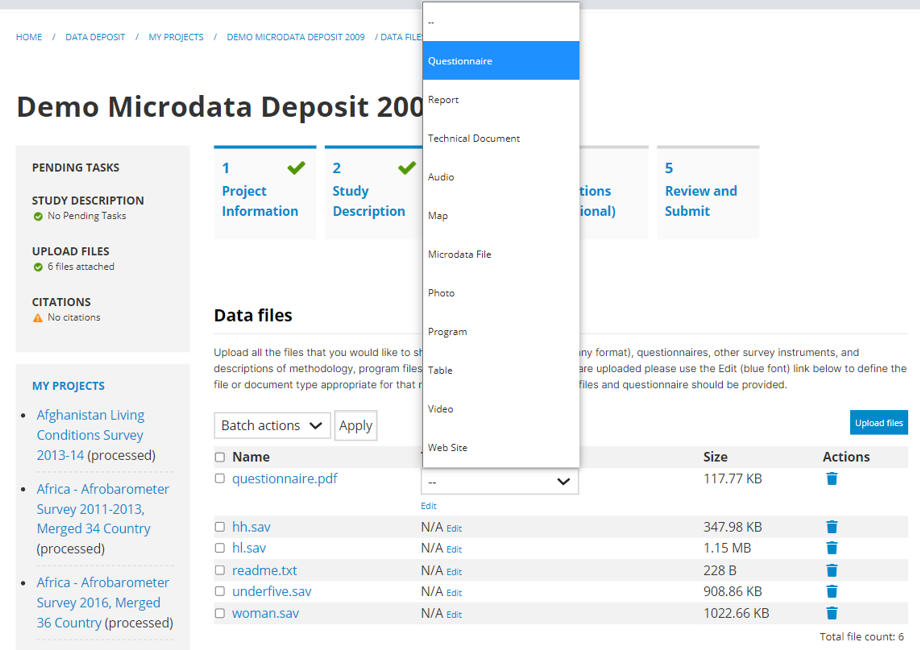 HOME / DATA DEPOSIT / MY PROJECTS / DEMO MICRODATA DEPOSIT 2009 / DATA FILE
Demo Microdata Deposit 200
PENDING TASKS
STUDY DESCRIPTION
No Pending Tasks
UPLOAD FILES
6 files attached
CITATIONS
No citations
MY PROJECTS
Afghanistan Living
Conditions Survey
2013-14 (processed)
Africa - Afrobarometer
Survey 2011-2013,
Merged 34 Country
(processed)
Africa - Afrobarometer
Survey 2016, Merged
36 Country (processed)
1
Project
Information
2
Study
Description
tions
ional)
5
Review and
Submit
--
Questionnaire
Report
Technical Document
Audio
Map
Microdata File
Photo
Program
Table
Video
Web Site
Data files
Upload all the files that you would like to sh ny format), questionnaires, other survey instruments, and
descriptions of methodology, program files are uploaded please use the Edit (blue font) link below to define the
file or document type appropriate for that files and questionnaire should be provided.
Batch actions Apply Upload files
Name Size Actions
questionnaire.pdf -- 117.77 KB
Edit
hh.sav N/A Edit 347.98 KB
hl.sav N/A Edit 1.15 MB
readme.txt N/A Edit 228 B
underfive.sav N/A Edit 908.86 KB
woman.sav N/A Edit 1022.66 KB
Total file count: 6